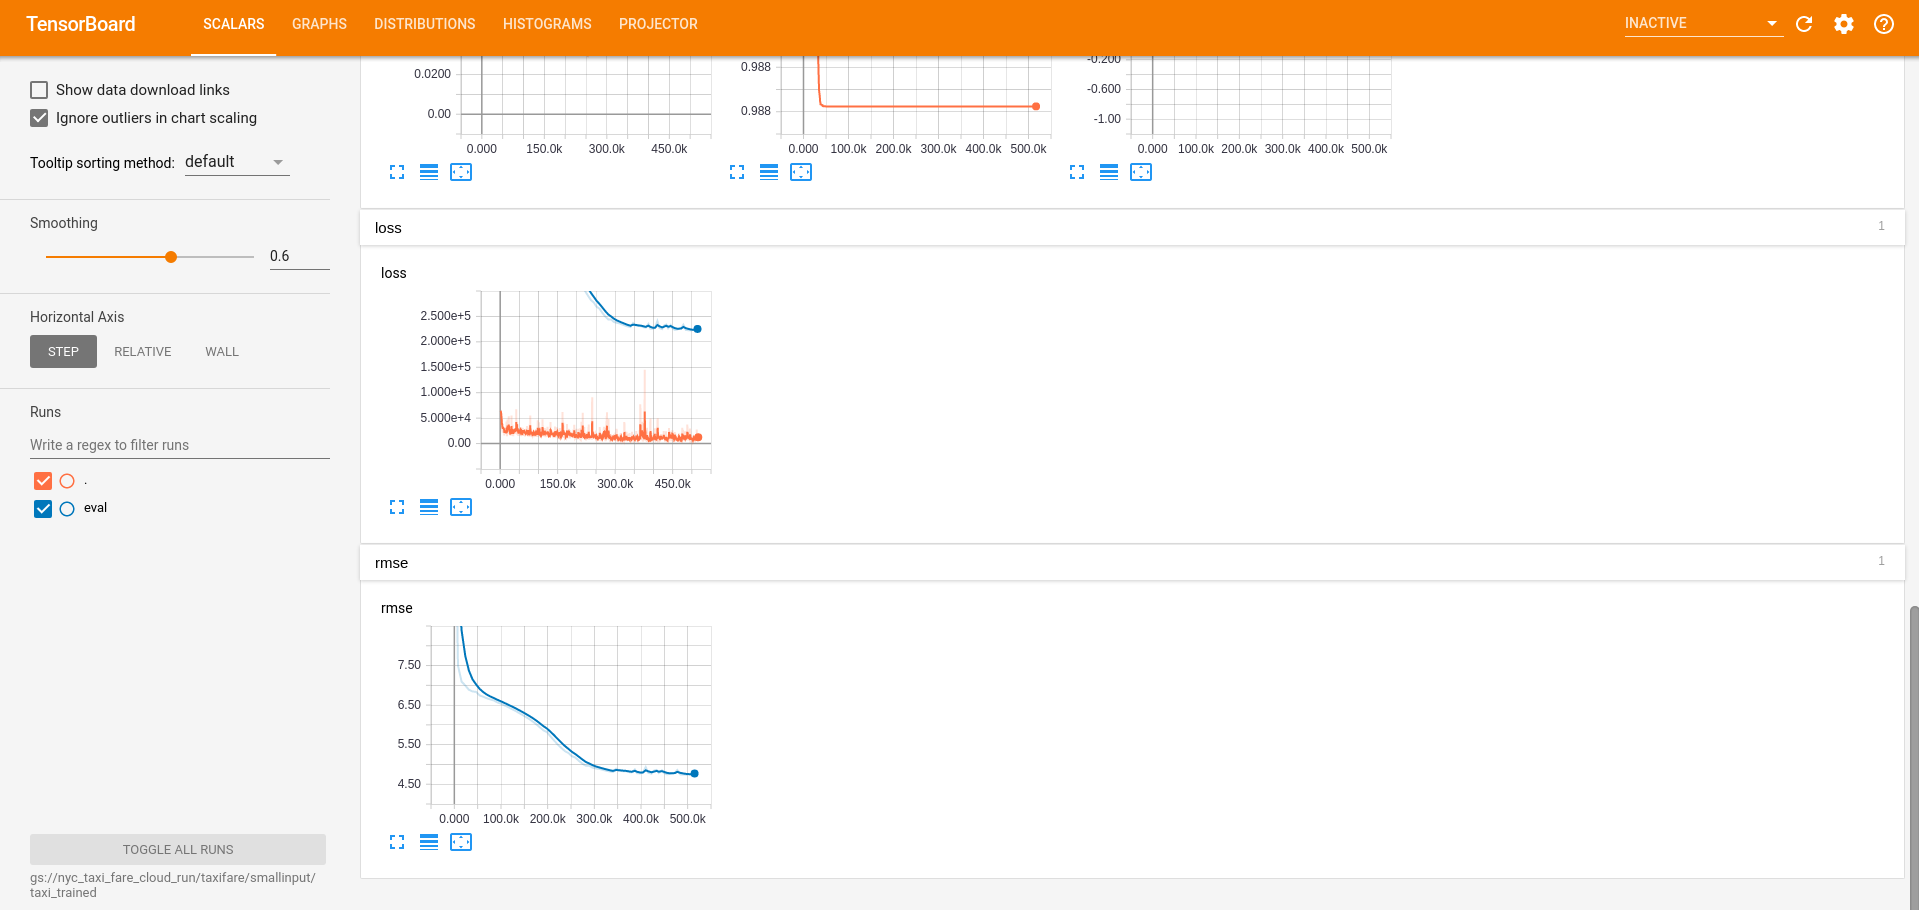 TensorBoard SCALARS GRAPHS DISTRIBUTIONS HISTOGRAMS PROJECTOR INACTIVE
Show data download links
Ignore outliers in chart scaling
Tooltip sorting method: default
Smoothing
0.6
Horizontal Axis
STEP RELATIVE WALL
Runs
Write a regex to filter runs
.
eval
TOGGLE ALL RUNS
gs://nyc_taxi_fare_cloud_run/taxifare/smallinput/
taxi_trained
0.0200
0.00
0.000 150.0k 300.0k 450.0k
0.988
0.988
0.000 100.0k 200.0k 300.0k 400.0k 500.0k
-0.200
-0.600
-1.00
0.000 100.0k 200.0k 300.0k 400.0k 500.0k
loss 1
loss
2.500e+5
2.000e+5
1.500e+5
1.000e+5
5.000e+4
0.00
0.000 150.0k 300.0k 450.0k
rmse 1
rmse
7.50
6.50
5.50
4.50
0.000 100.0k 200.0k 300.0k 400.0k 500.0k